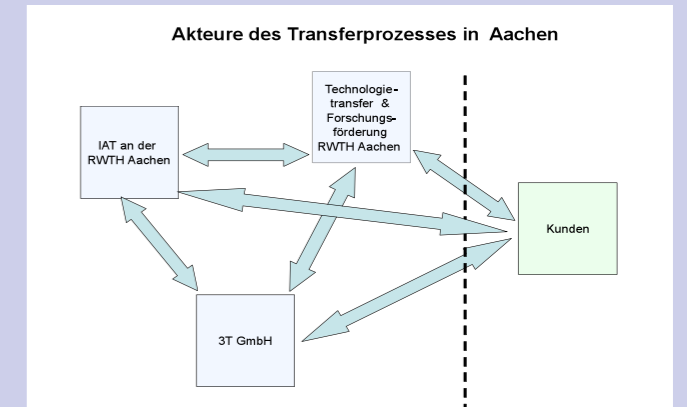 Akteure des Transferprozesses in Aachen
Technologie-
transfer &
Forschungs-
förderung
RWTH Aachen
IAT an der
RWTH Aachen
Kunden
3T GmbH